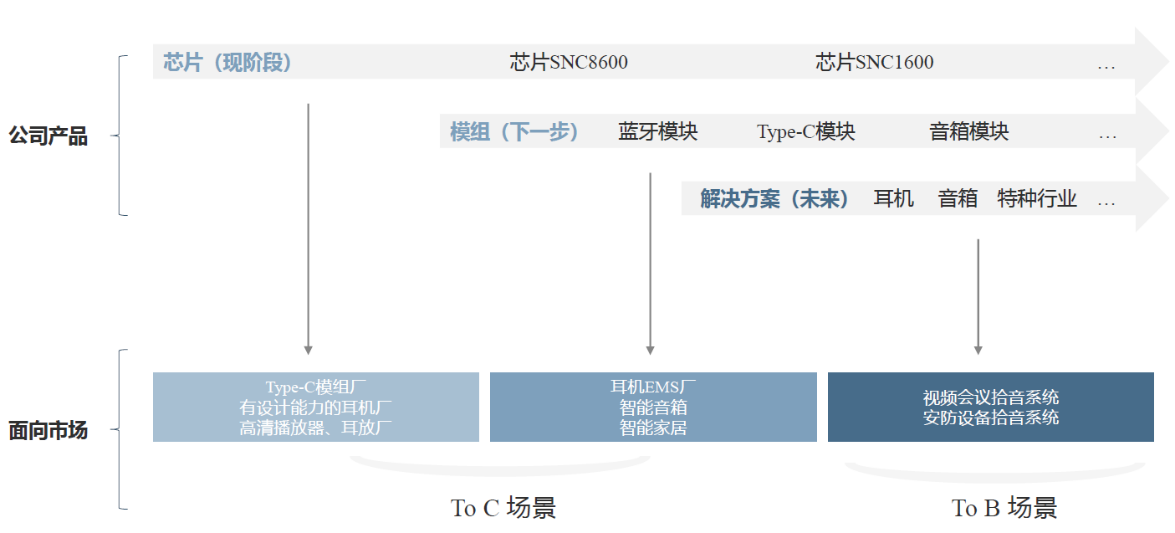 芯片（现阶段） 芯片SNC8600 芯片SNC1600 …
公司产品
模组（下一步） 蓝牙模块 Type-C模块 音箱模块 …
解决方案（未来） 耳机 音箱 特种行业 …
面向市场
Type-C模组厂
有设计能力的耳机厂
高清播放器、耳放厂
耳机EMS厂
智能音箱
智能家居
视频会议拾音系统
安防设备拾音系统
To C 场景
To B 场景